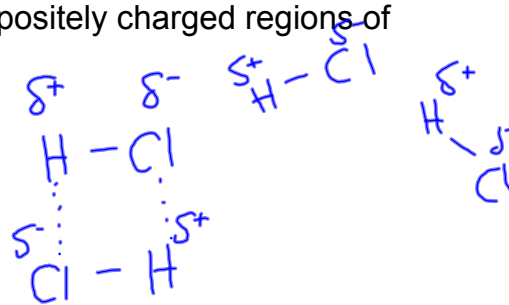 positely charged regions of
δ+ δ-
H - Cl
δ- δ+
Cl - H
δ+ δ-
H - Cl
δ+
H
δ-
Cl